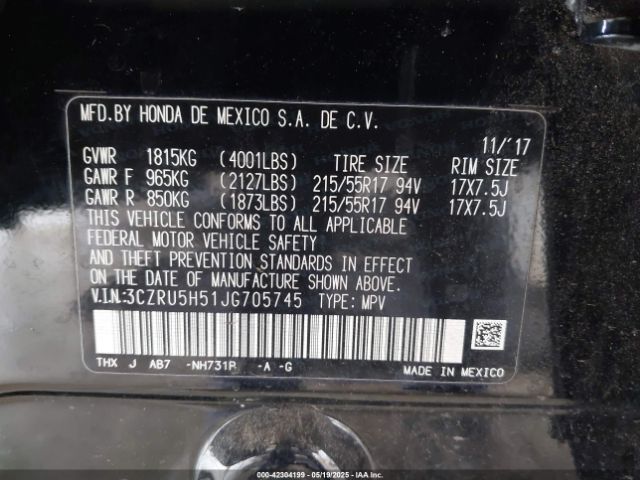 MFD.BY HONDA DE MEXICO S.A. DE C.V.
11/'17
GVWR 1815KG (4001LBS) TIRE SIZE RIM SIZE
GAWR F 965KG (2127LBS) 215/55R17 94V 17X7.5J
GAWR R 850KG (1873LBS) 215/55R17 94V 17X7.5J
THIS VEHICLE CONFORMS TO ALL APPLICABLE
FEDERAL MOTOR VEHICLE SAFETY
AND THEFT PREVENTION STANDARDS IN EFFECT
ON THE DATE OF MANUFACTURE SHOWN ABOVE.
V.I.N:3CZRU5H51JG705745 TYPE: MPV
THX J AB7 -NH731P -A -G
MADE IN MEXICO
000-42304199 - 05/19/2025 - IAA Inc.